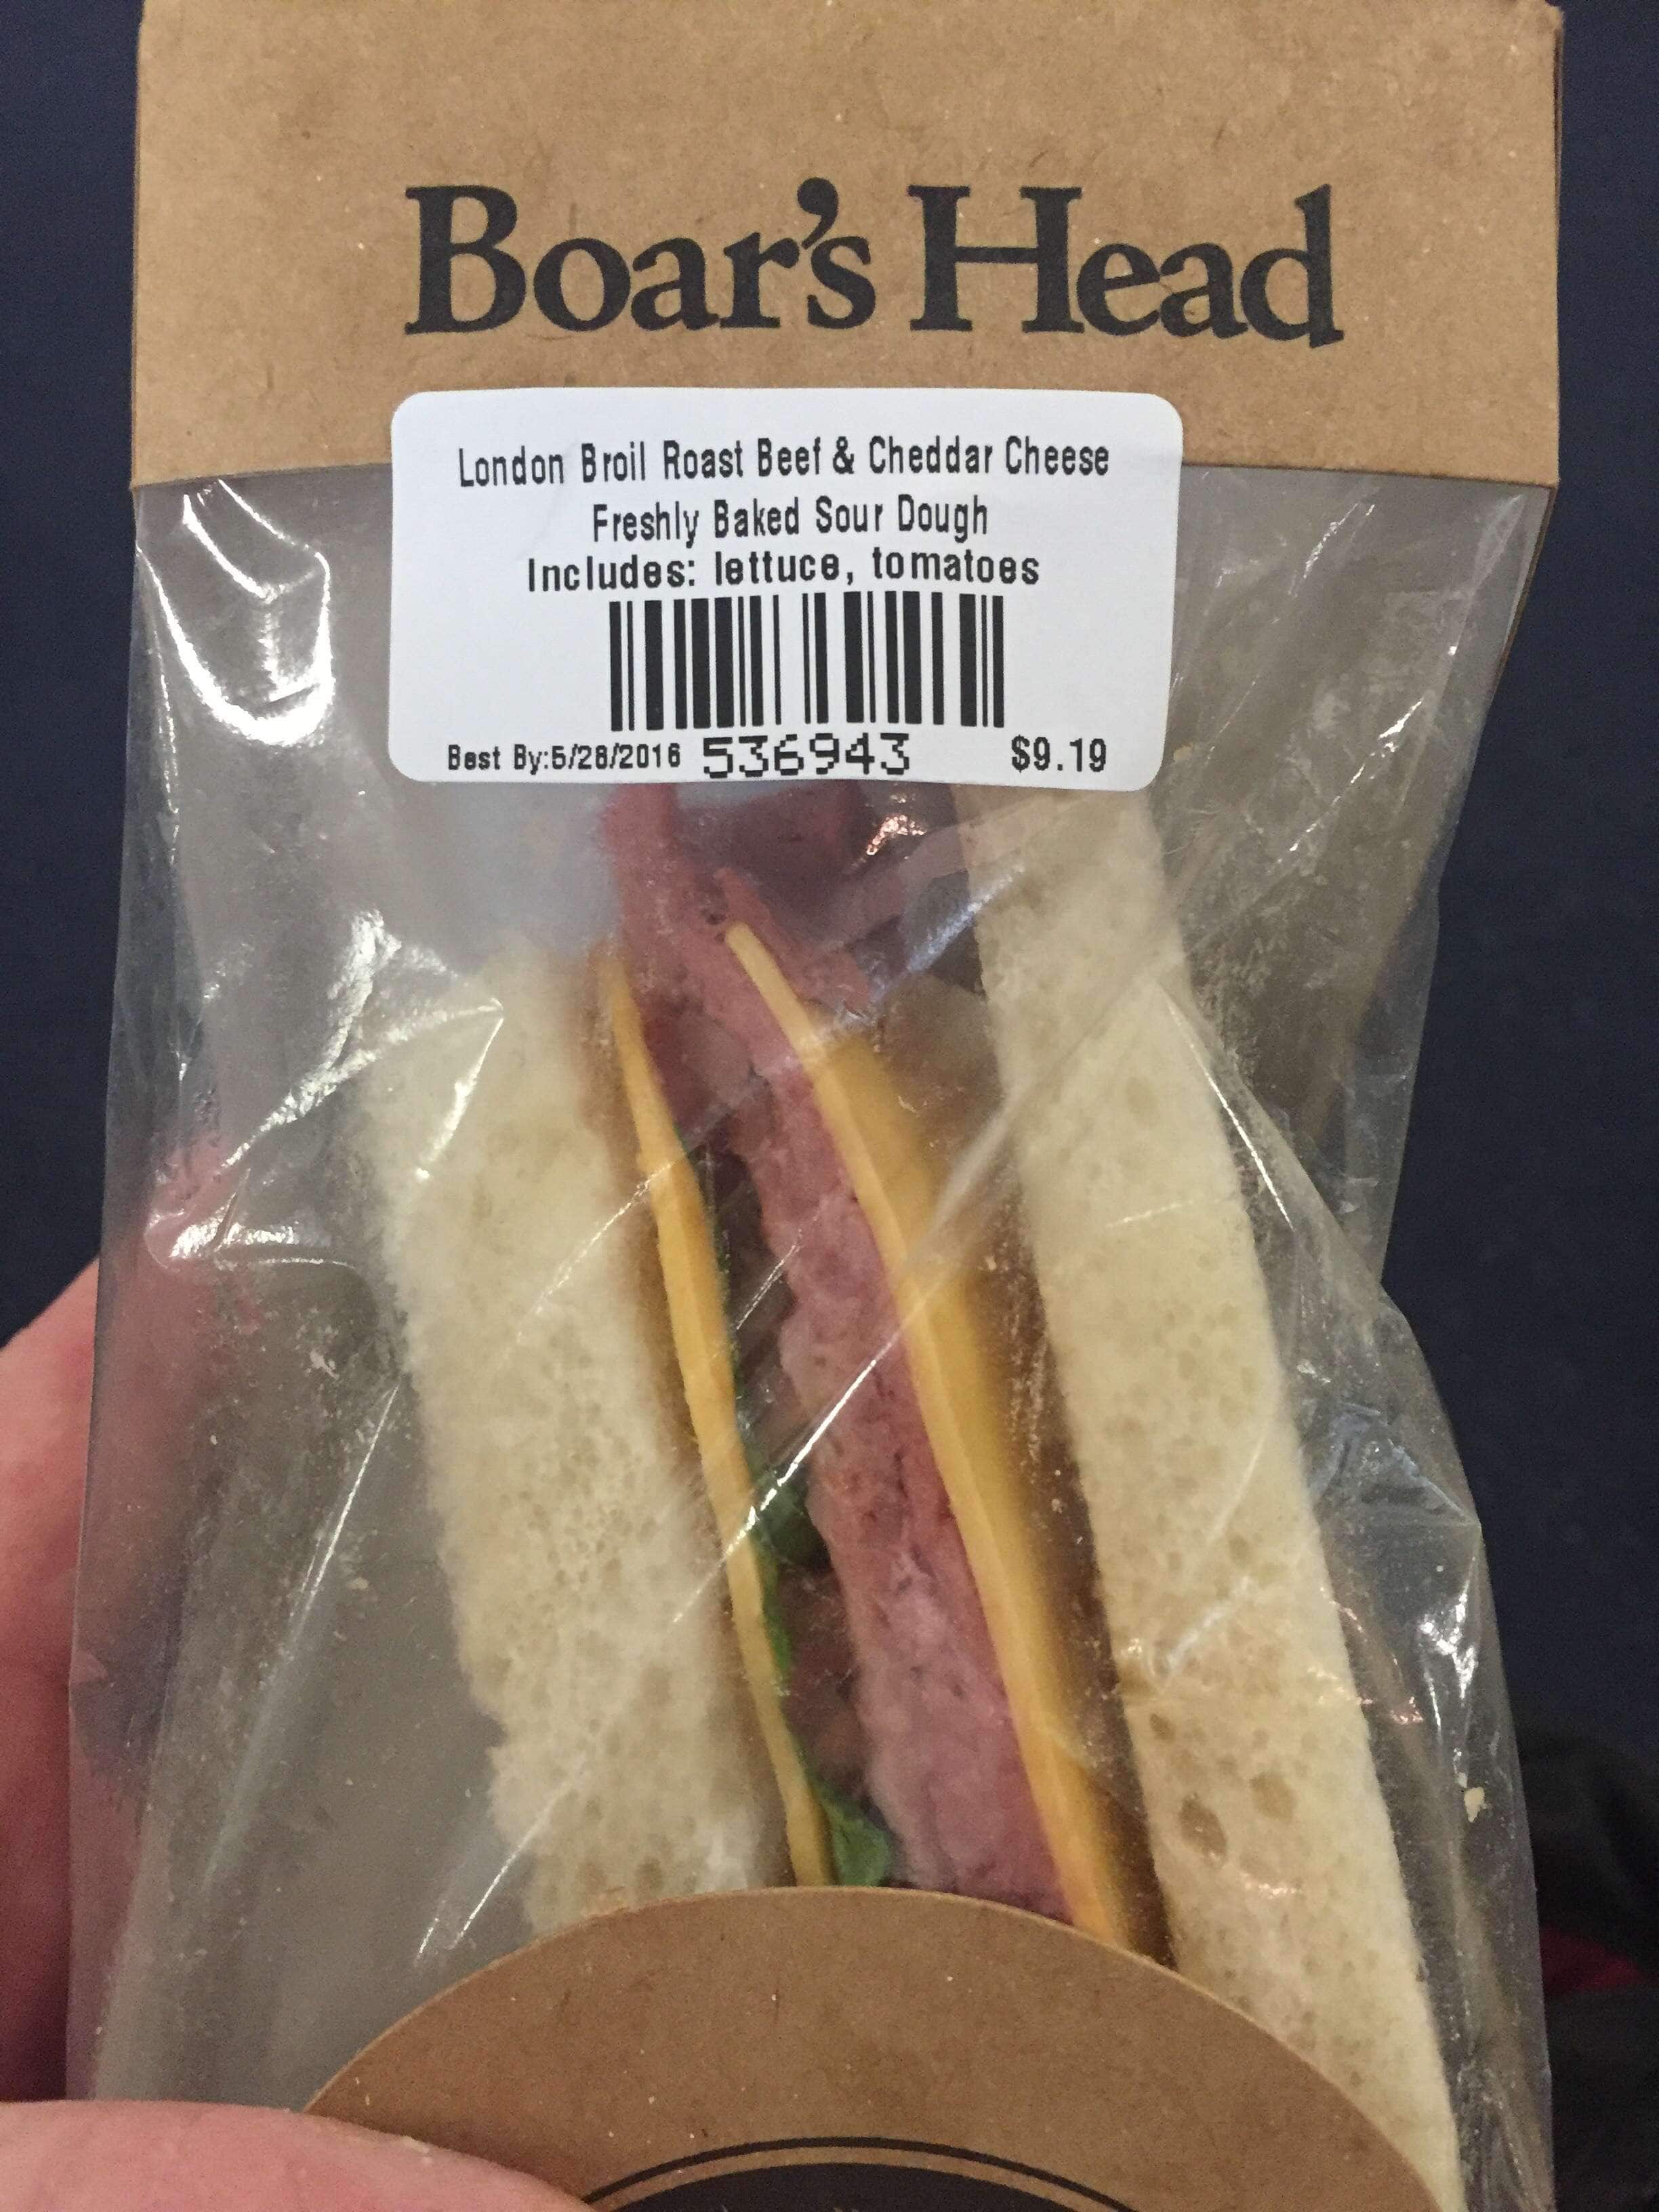 Boar's Head
London Broil Roast Beef & Cheddar Cheese
Freshly Baked Sour Dough
Includes: lettuce, tomatoes
Best By:5/28/2016 536943 $9.19